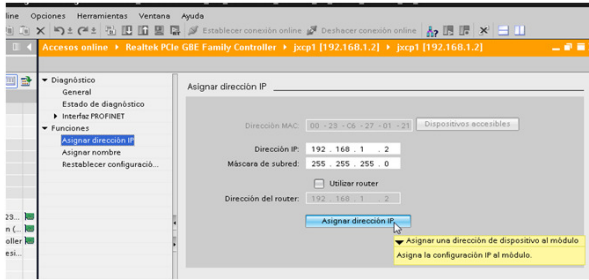 Opciones Herramientas Ventana Ayuda
Establecer conexión online Deshacer conexión online
Accesos online ▸ Realtek PCIe GBE Family Controller ▸ jxcp1 [192.168.1.2] ▸ jxcp1 [192.168.1.2]
Diagnóstico
General
Estado de diagnóstico
Interfaz PROFINET
Funciones
Asignar dirección IP
Asignar nombre
Restablecer configuració...
Asignar dirección IP
Dirección MAC: 00 - 23 - C6 - 27 - 01 - 21 Dispositivos accesibles
Dirección IP: 192 . 168 . 1 . 2
Máscara de subred: 255 . 255 . 255 . 0
Utilizar router
Dirección del router: 192 . 168 . 1 . 2
Asignar dirección IP
Asignar una dirección de dispositivo al módulo
Asigna la configuración IP al módulo.